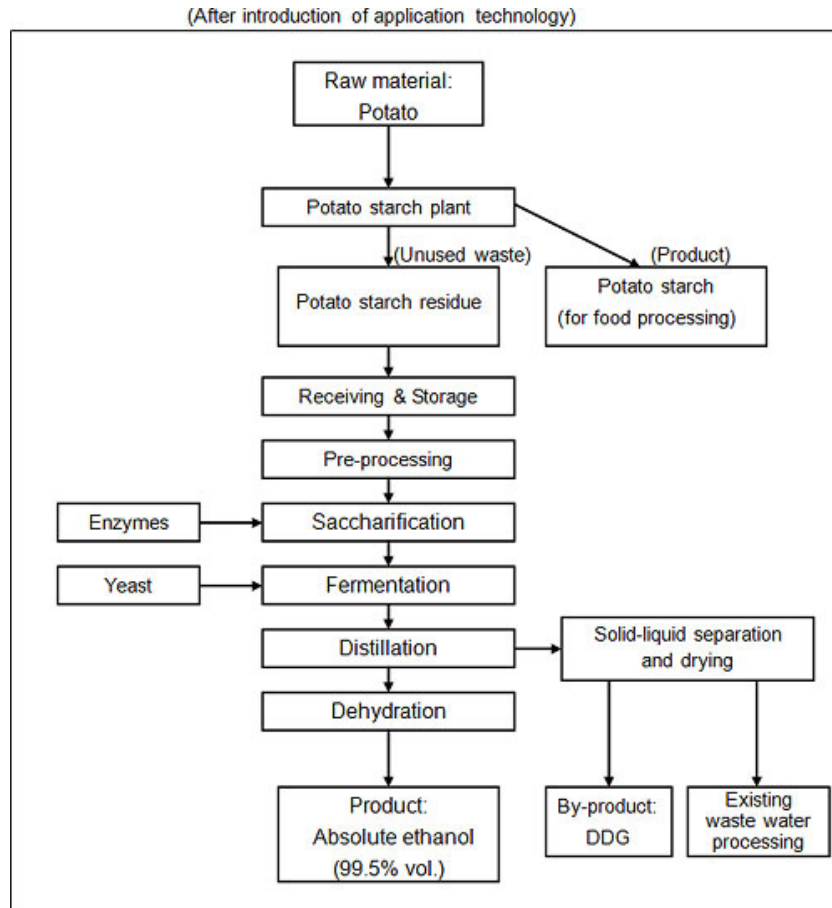 (After introduction of application technology)
Raw material:
Potato
Potato starch plant
(Unused waste)
(Product)
Potato starch residue
Potato starch
(for food processing)
Receiving & Storage
Pre-processing
Enzymes
Saccharification
Yeast
Fermentation
Distillation
Solid-liquid separation
and drying
Dehydration
Product:
Absolute ethanol
(99.5% vol.)
By-product:
DDG
Existing
waste water
processing